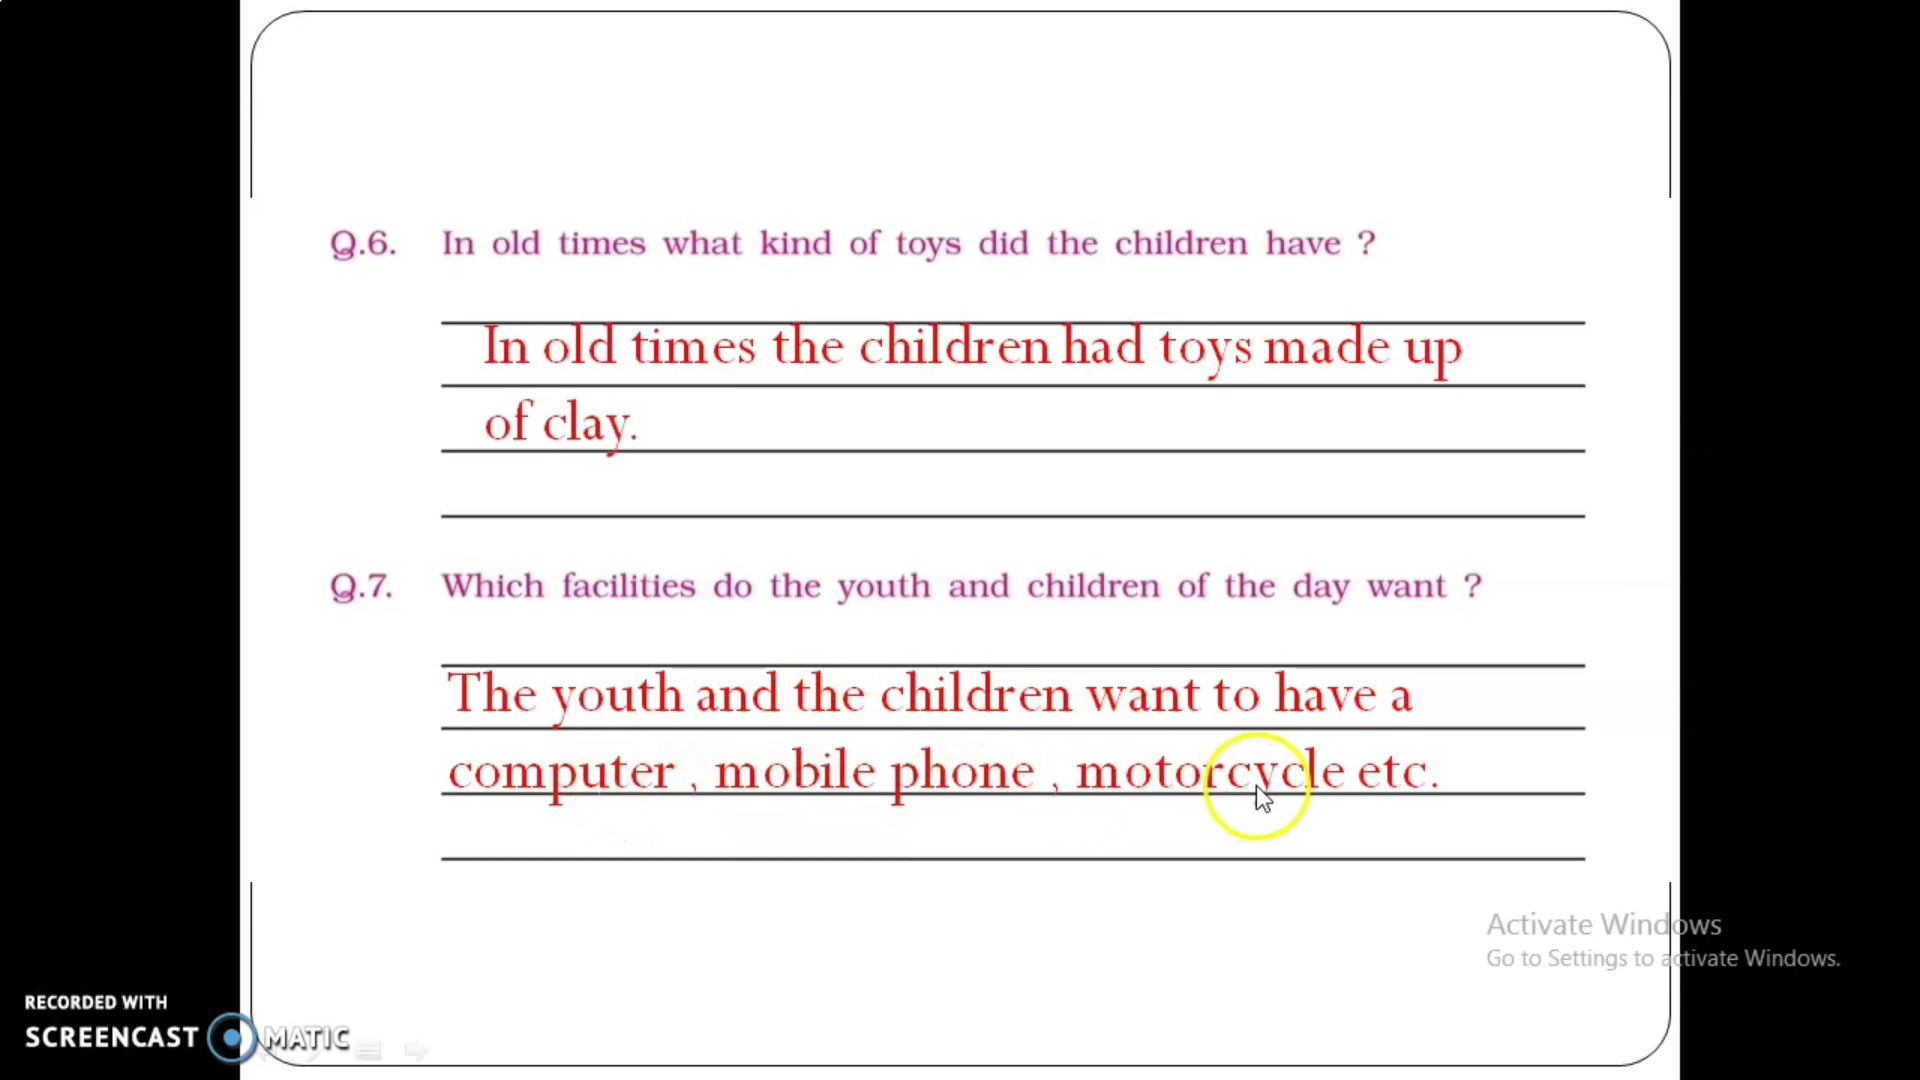 Q.6. In old times what kind of toys did the children have ?
In old times the children had toys made up
of clay.
Q.7. Which facilities do the youth and children of the day want ?
The youth and the children want to have a
computer , mobile phone , motorcycle etc.
Activate Windows
Go to Settings to activate Windows.
RECORDED WITH
SCREENCAST MATIC